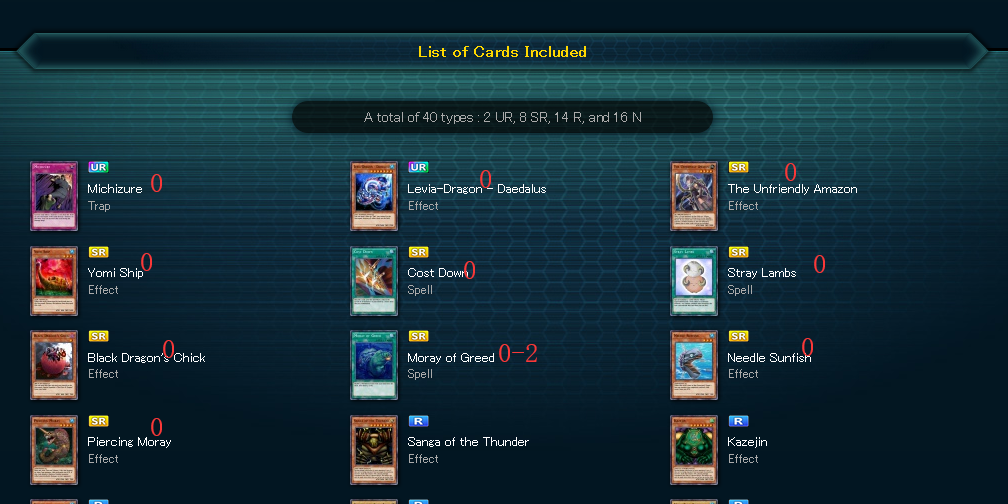 List of Cards Included
A total of 40 types : 2 UR, 8 SR, 14 R, and 16 N
UR
Michizure 0
Trap
UR
Levia-Dragon - Daedalus 0
Effect
SR
The Unfriendly Amazon 0
Effect
SR
Yomi Ship 0
Effect
SR
Cost Down 0
Spell
SR
Stray Lambs 0
Spell
SR
Black Dragon's Chick 0
Effect
SR
Moray of Greed 0-2
Spell
SR
Needle Sunfish 0
Effect
SR
Piercing Moray 0
Effect
R
Sanga of the Thunder
Effect
R
Kazejin
Effect